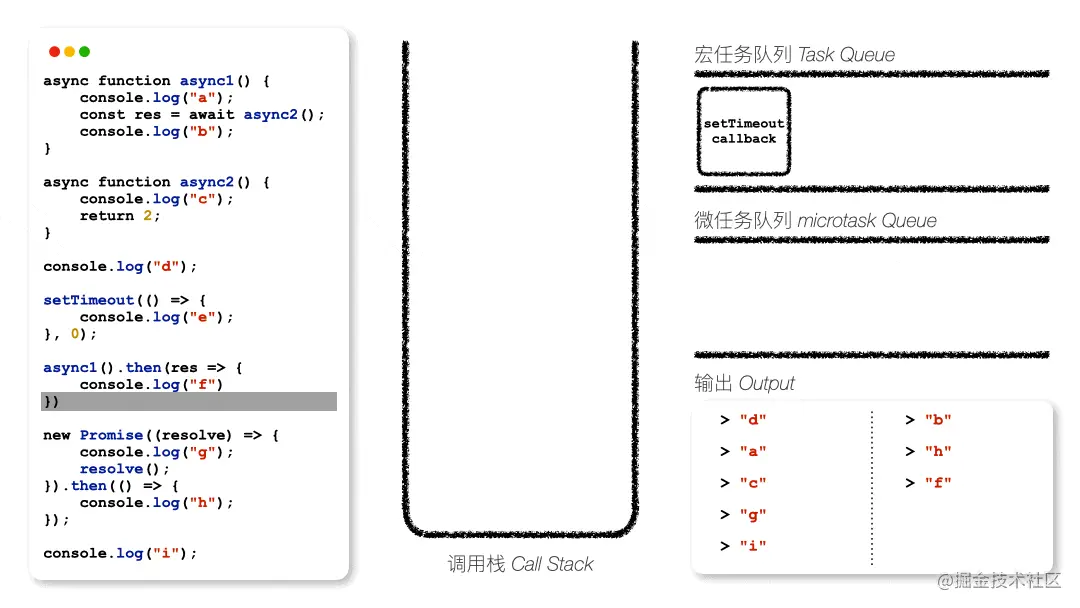 async function async1() {
    console.log("a");
    const res = await async2();
    console.log("b");
}
async function async2() {
    console.log("c");
    return 2;
}
console.log("d");
setTimeout(() => {
    console.log("e");
}, 0);
async1().then(res => {
    console.log("f")
})
new Promise((resolve) => {
    console.log("g");
    resolve();
}).then(() => {
    console.log("h");
});
console.log("i");
调用栈 Call Stack
宏任务队列 Task Queue
setTimeout
callback
微任务队列 microtask Queue
输出 Output
> "d"
> "a"
> "c"
> "g"
> "i"
> "b"
> "h"
> "f"
@掘金技术社区